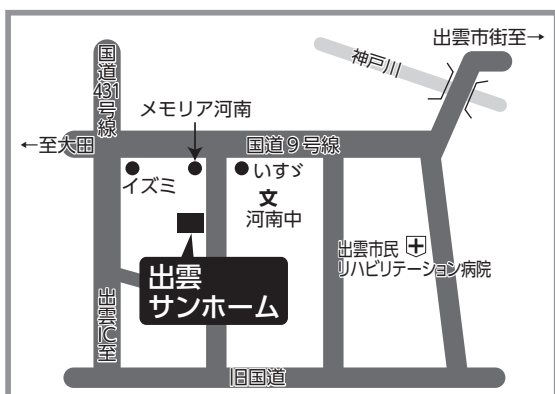 出雲市街至→
神戸川
国道431号線
メモリア河南
←至大田
国道9号線
イズミ
いすゞ
文
河南中
出雲市民
リハビリテーション病院
出雲
サンホーム
出雲IC至
旧国道